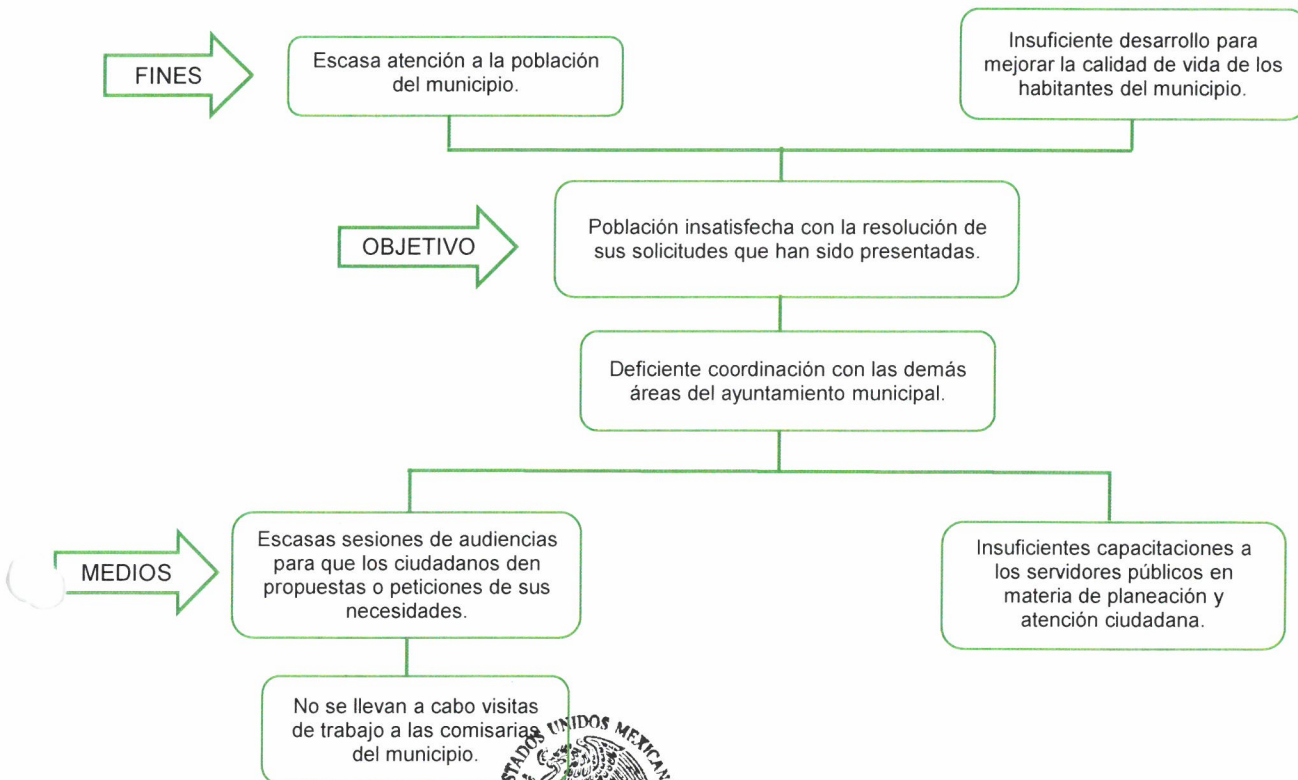 FINES
Escasa atención a la población
del municipio.
Insuficiente desarrollo para
mejorar la calidad de vida de los
habitantes del municipio.
OBJETIVO
Población insatisfecha con la resolución de
sus solicitudes que han sido presentadas.
Deficiente coordinación con las demás
áreas del ayuntamiento municipal.
MEDIOS
Escasas sesiones de audiencias
para que los ciudadanos den
propuestas o peticiones de sus
necesidades.
Insuficientes capacitaciones a
los servidores públicos en
materia de planeación y
atención ciudadana.
No se llevan a cabo visitas
de trabajo a las comisarias
del municipio.
UNIDOS